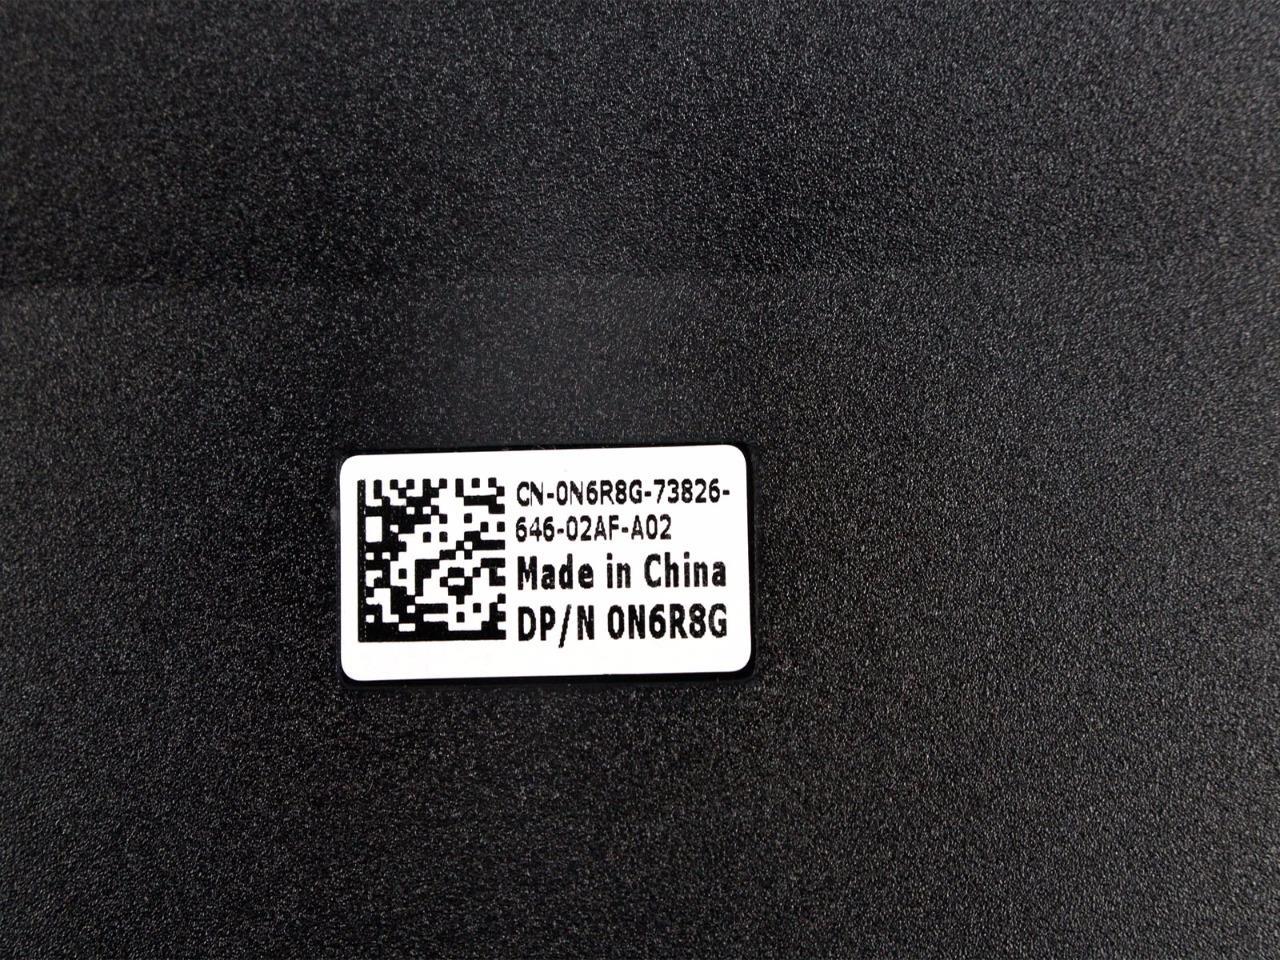 CN-0N6R8G-73826-
646-02AF-A02
Made in China
DP/N 0N6R8G